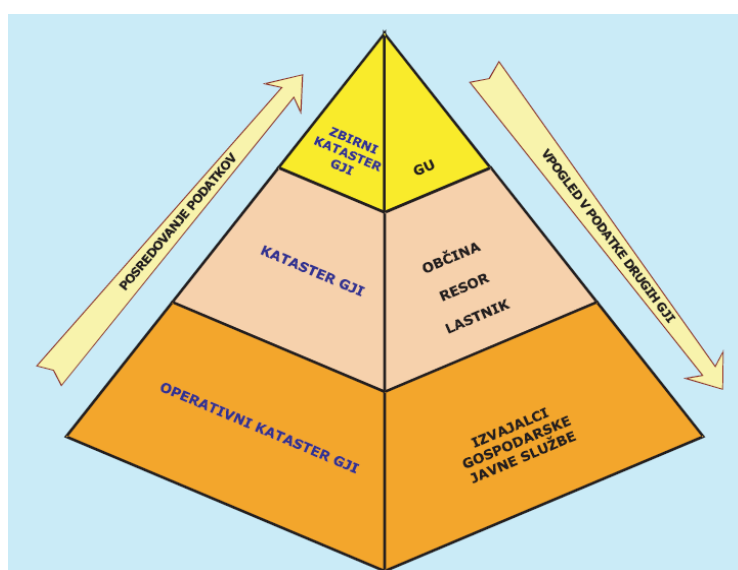 POSREDOVANJE PODATKOV
ZBIRNI
KATASTER
GJI
GU
VPOGLED V PODATKE DRUGIH GJI
KATASTER GJI
OBČINA
RESOR
LASTNIK
OPERATIVNI KATASTER GJI
IZVAJALCI
GOSPODARSKE
JAVNE SLUŽBE